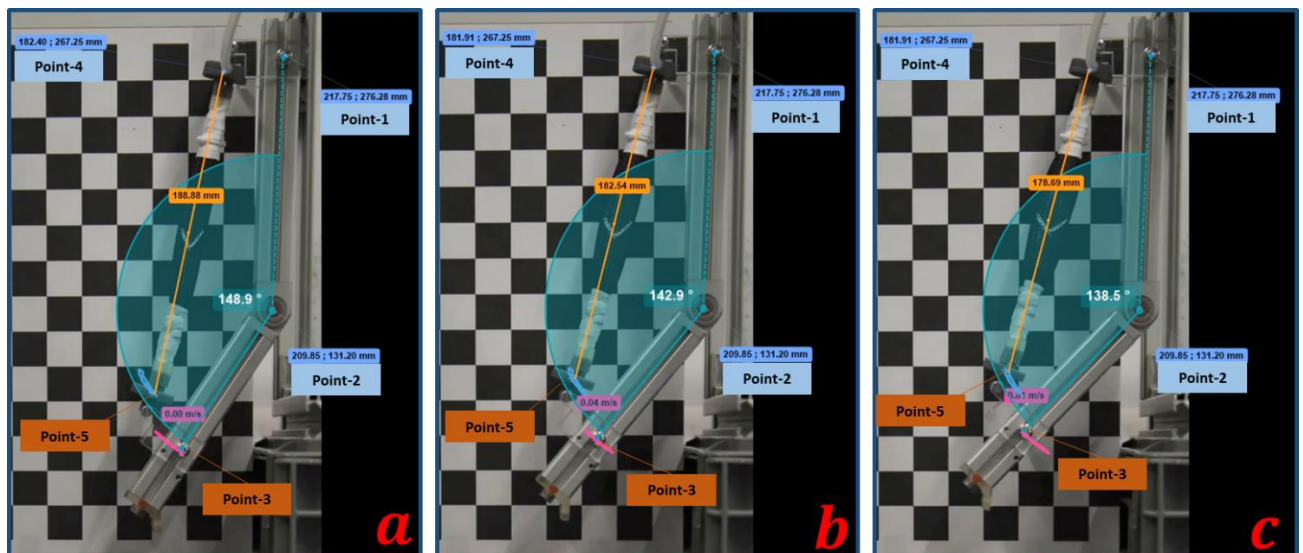 182.40 ; 267.25 mm
Point-4
217.75 ; 276.28 mm
Point-1
188.88 mm
148.9 °
209.85 ; 131.20 mm
Point-2
0.00 m/s
Point-5
Point-3
a
181.91 ; 267.25 mm
Point-4
217.75 ; 276.28 mm
Point-1
182.54 mm
142.9 °
209.85 ; 131.20 mm
Point-2
0.04 m/s
Point-5
Point-3
b
181.91 ; 267.25 mm
Point-4
217.75 ; 276.28 mm
Point-1
178.69 mm
138.5 °
209.85 ; 131.20 mm
Point-2
m/s
Point-5
Point-3
c